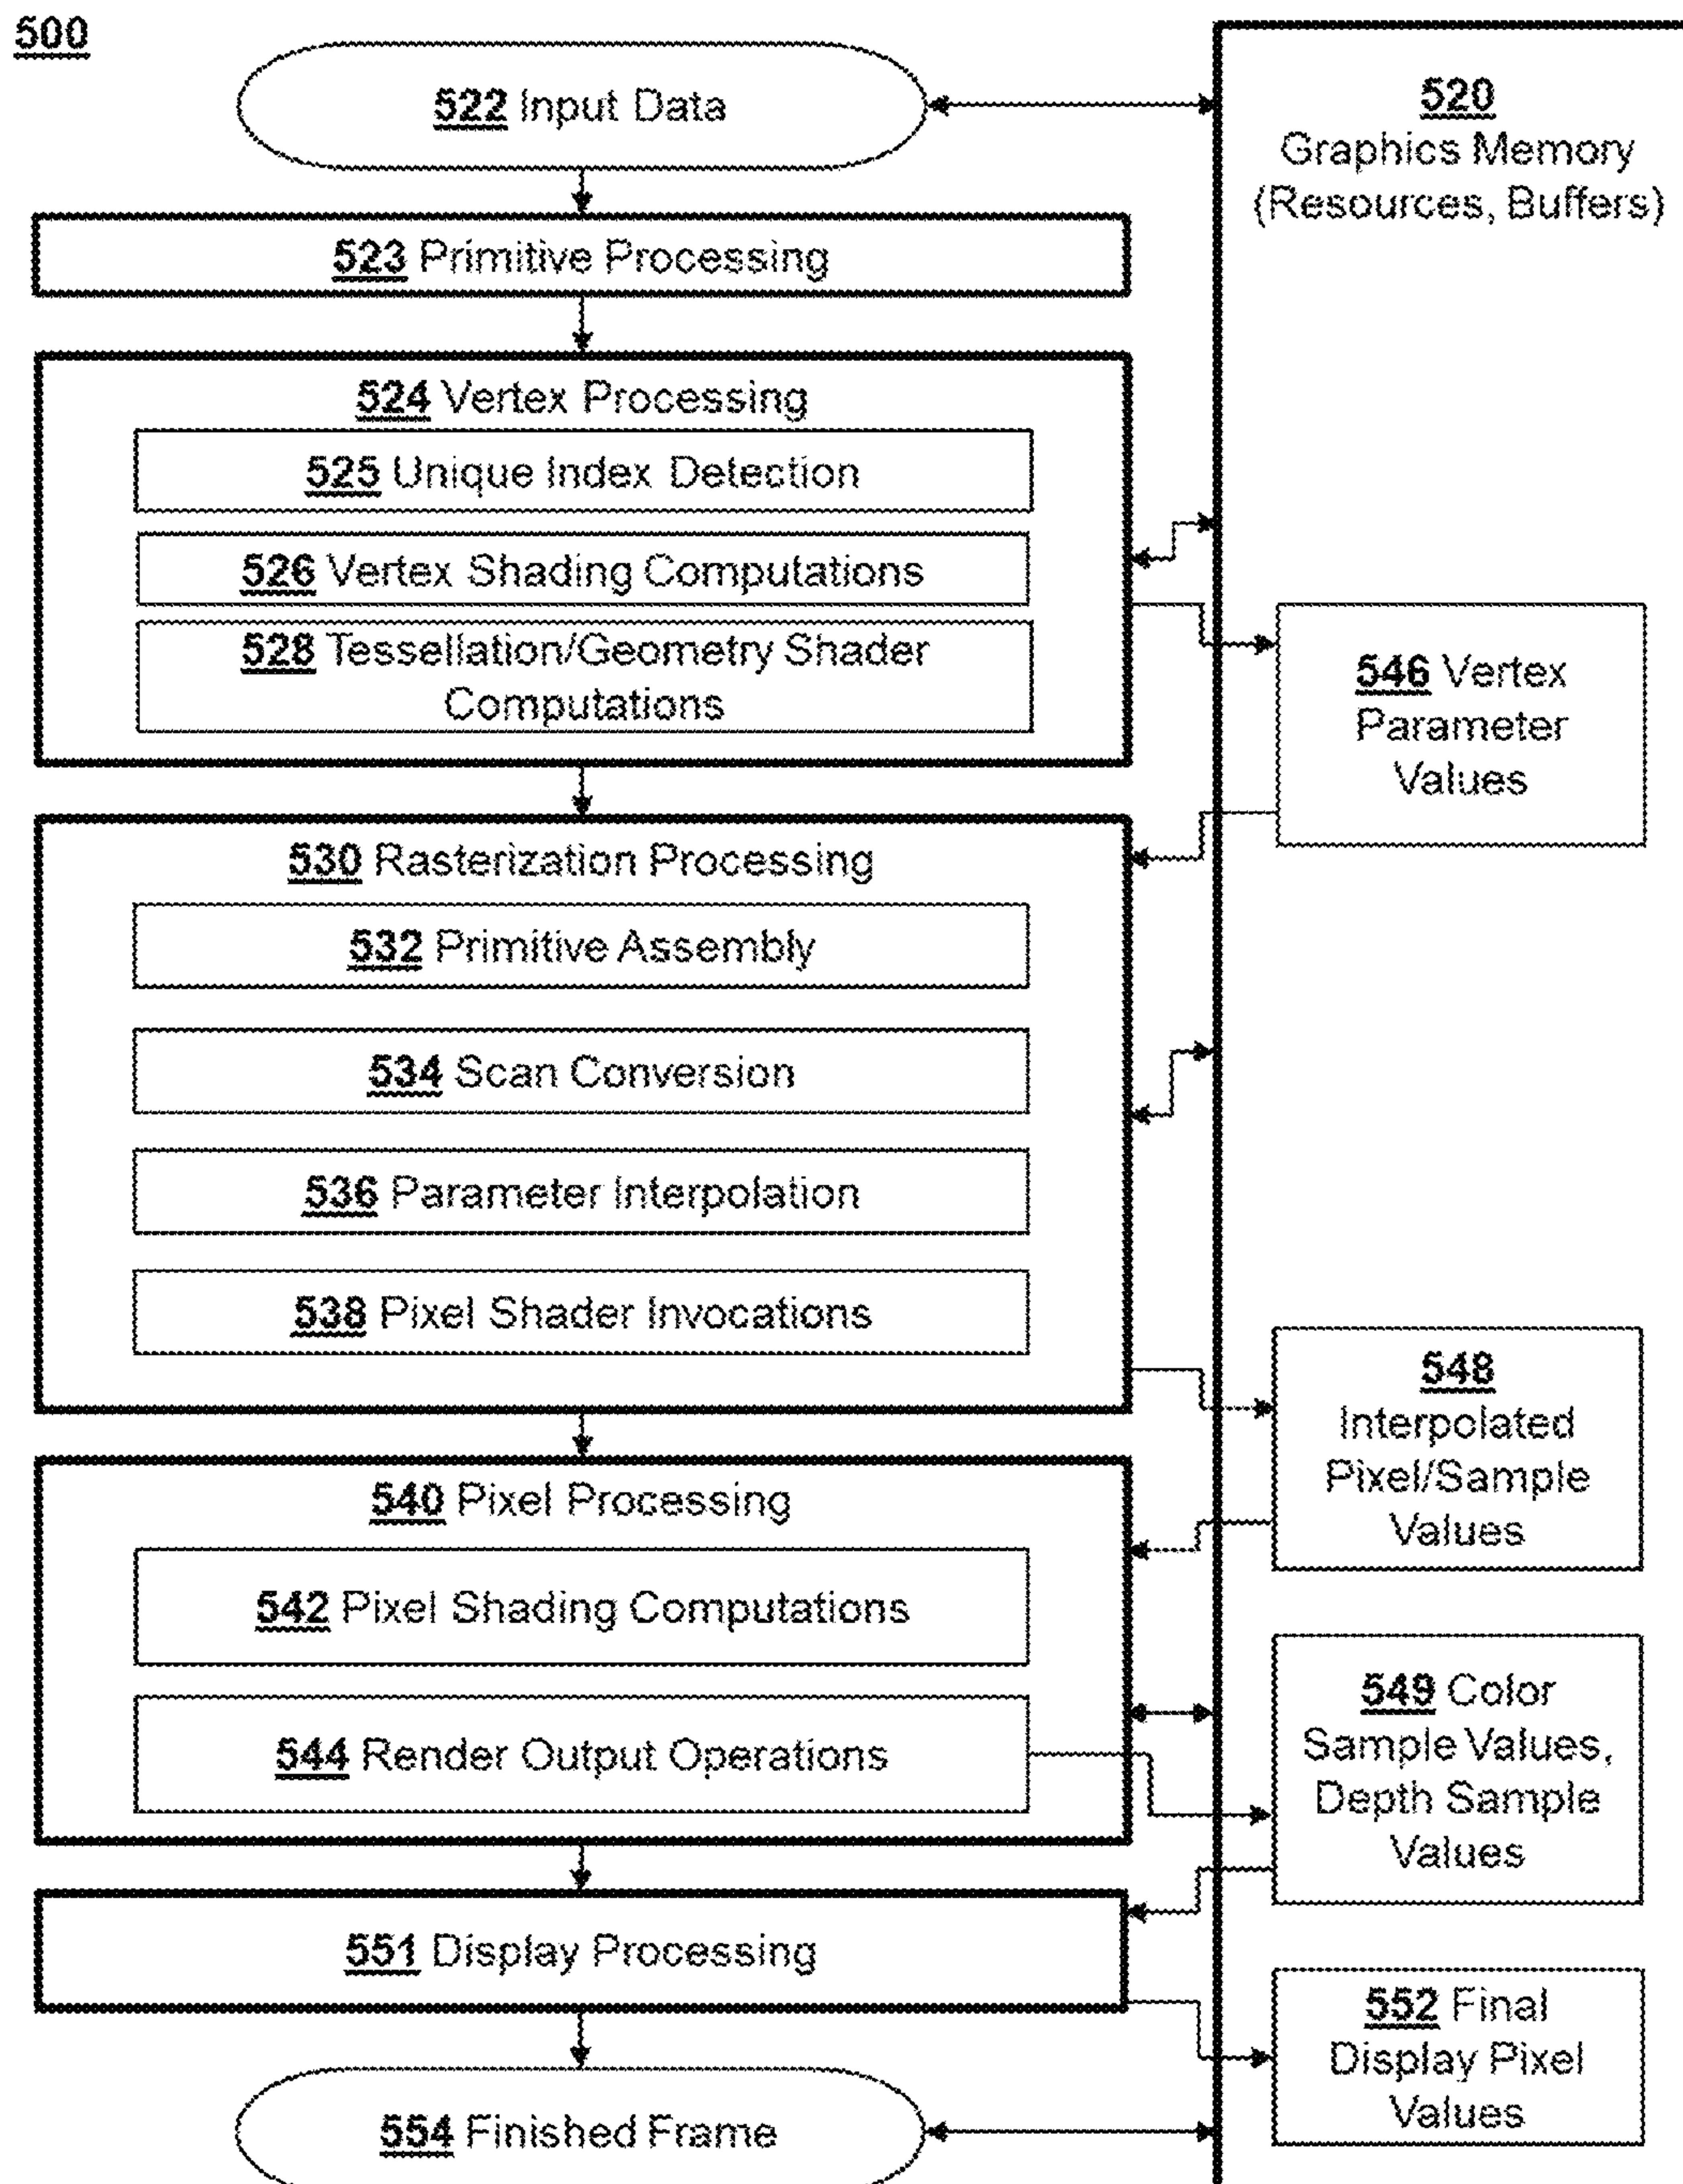 500
522 Input Data
523 Primitive Processing
524 Vertex Processing
525 Unique Index Detection
526 Vertex Shading Computations
528 Tessellation/Geometry Shader
Computations
530 Rasterization Processing
532 Primitive Assembly
534 Scan Conversion
536 Parameter Interpolation
538 Pixel Shader Invocations
540 Pixel Processing
542 Pixel Shading Computations
544 Render Output Operations
551 Display Processing
554 Finished Frame
520
Graphics Memory
(Resources, Buffers)
546 Vertex
Parameter
Values
548
Interpolated
Pixel/Sample
Values
549 Color
Sample Values,
Depth Sample
Values
552 Final
Display Pixel
Values